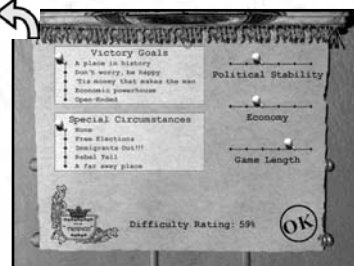 Victory Goals
A place in history
Don't worry, be happy
'Tis money that makes the man
Economic powerhouse
Open-Ended
Special Circumstances
None
Free Elections
Immigrants Out!!!
Rebel Yell
A far away place
Political Stability
Economy
Game Length
Difficulty Rating: 59%
OK